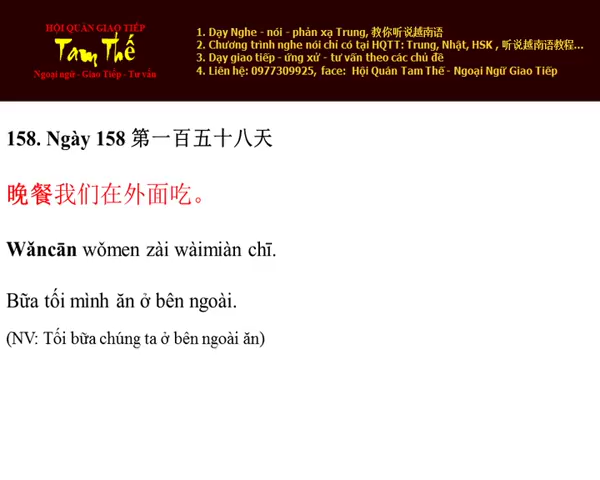 HỘI QUÁN GIAO TIẾP
Tam Thế
Ngoại ngữ - Giao Tiếp - Tư vấn
1. Dạy Nghe - nói - phản xạ Trung, 教你听说越南语
2. Chương trình nghe nói chỉ có tại HQTT: Trung, Nhật, HSK , 听说越南语教程...
3. Dạy giao tiếp - ứng xử - tư vấn theo các chủ đề
4. Liên hệ: 0977309925, face: Hội Quán Tam Thế - Ngoại Ngữ Giao Tiếp
158. Ngày 158 第一百五十八天
晚餐我们在外面吃。
Wǎncān wǒmen zài wàimiàn chī.
Bữa tối mình ăn ở bên ngoài.
(NV: Tối bữa chúng ta ở bên ngoài ăn)